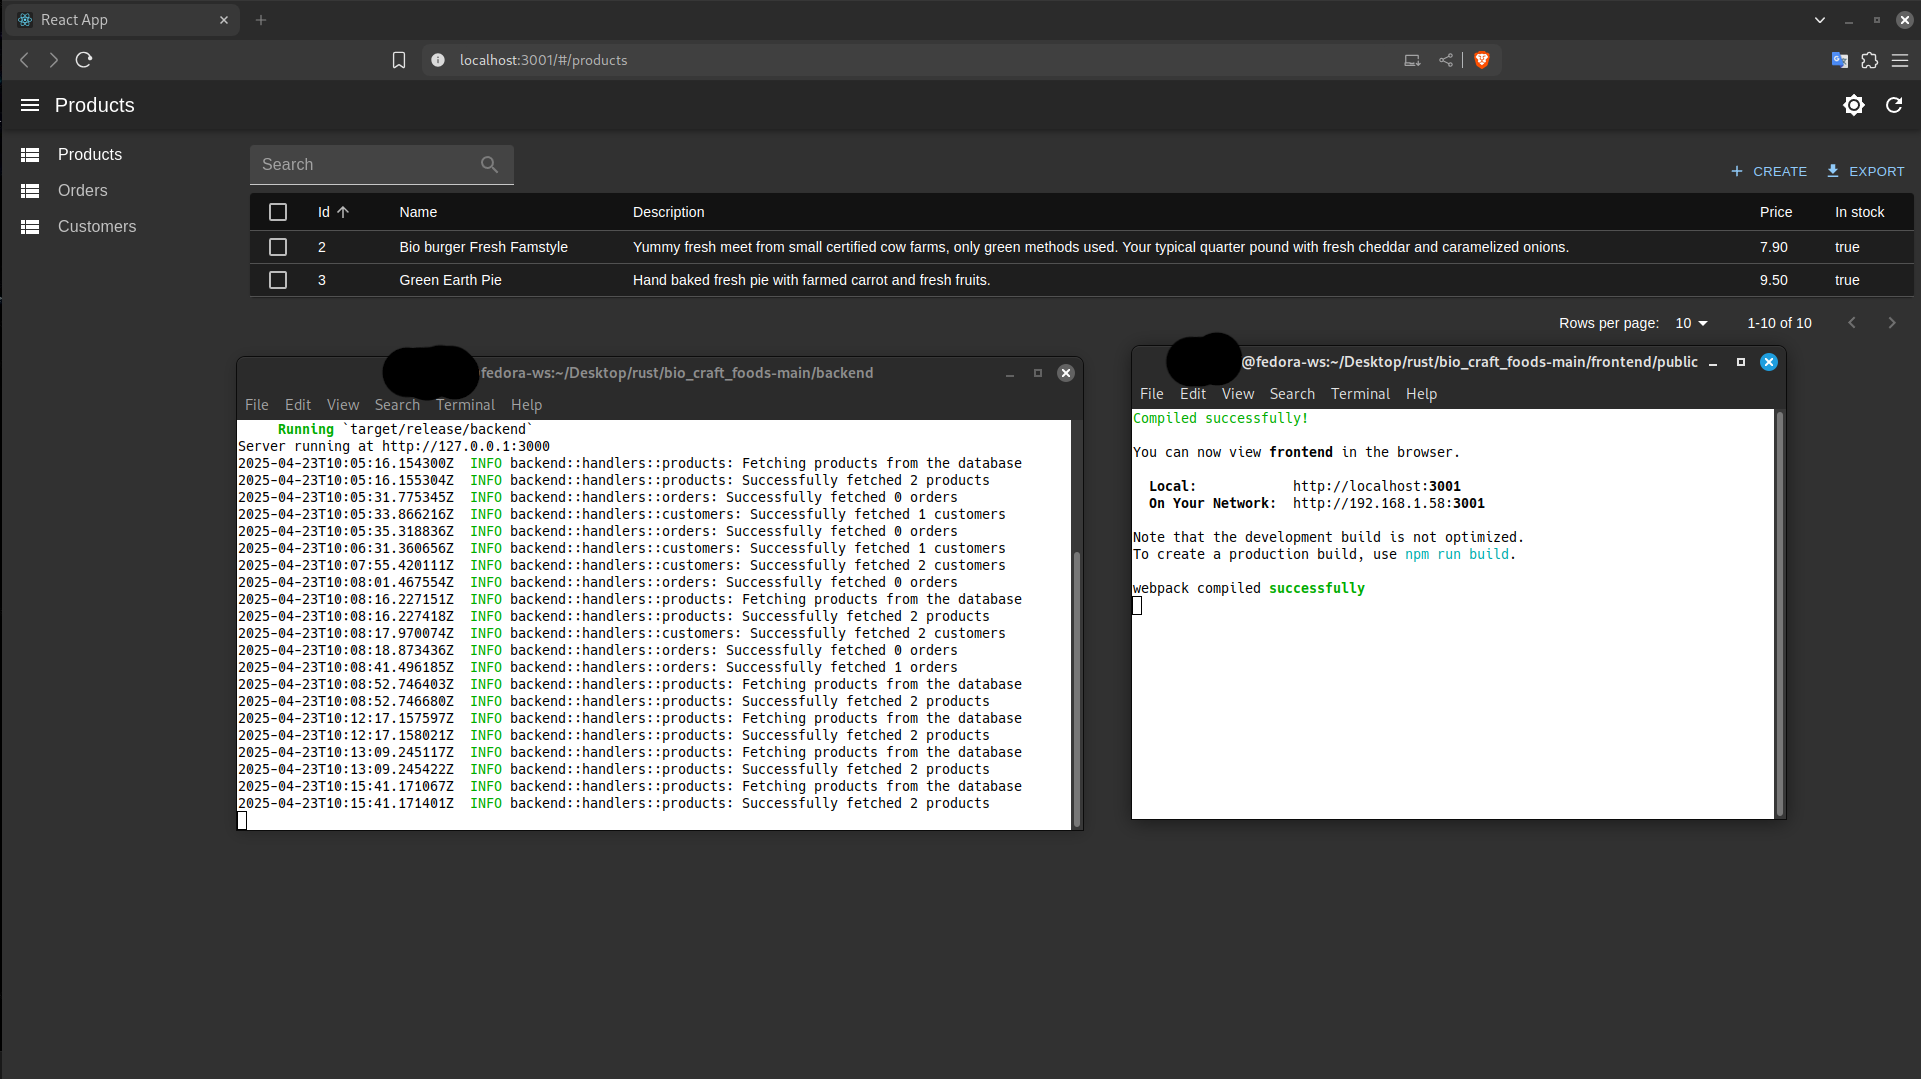 React App
localhost:3001/#/products
Products
Products
Orders
Customers
Search
CREATE
EXPORT
Id Name Description Price In stock
2 Bio burger Fresh Famstyle Yummy fresh meet from small certified cow farms, only green methods used. Your typical quarter pound with fresh cheddar and caramelized onions. 7.90 true
3 Green Earth Pie Hand baked fresh pie with farmed carrot and fresh fruits. 9.50 true
Rows per page: 10 1-10 of 10
fedora-ws:~/Desktop/rust/bio_craft_foods-main/backend
File Edit View Search Terminal Help
Running `target/release/backend`
Server running at http://127.0.0.1:3000
2025-04-23T10:05:16.154300Z INFO backend::handlers::products: Fetching products from the database
2025-04-23T10:05:16.155304Z INFO backend::handlers::products: Successfully fetched 2 products
2025-04-23T10:05:31.775345Z INFO backend::handlers::orders: Successfully fetched 0 orders
2025-04-23T10:05:33.866216Z INFO backend::handlers::customers: Successfully fetched 1 customers
2025-04-23T10:05:35.318836Z INFO backend::handlers::orders: Successfully fetched 0 orders
2025-04-23T10:06:31.360656Z INFO backend::handlers::customers: Successfully fetched 1 customers
2025-04-23T10:07:55.420111Z INFO backend::handlers::customers: Successfully fetched 2 customers
2025-04-23T10:08:01.467554Z INFO backend::handlers::orders: Successfully fetched 0 orders
2025-04-23T10:08:16.227151Z INFO backend::handlers::products: Fetching products from the database
2025-04-23T10:08:16.227418Z INFO backend::handlers::products: Successfully fetched 2 products
2025-04-23T10:08:17.970074Z INFO backend::handlers::customers: Successfully fetched 2 customers
2025-04-23T10:08:18.873436Z INFO backend::handlers::orders: Successfully fetched 0 orders
2025-04-23T10:08:41.496185Z INFO backend::handlers::orders: Successfully fetched 1 orders
2025-04-23T10:08:52.746403Z INFO backend::handlers::products: Fetching products from the database
2025-04-23T10:08:52.746680Z INFO backend::handlers::products: Successfully fetched 2 products
2025-04-23T10:12:17.157597Z INFO backend::handlers::products: Fetching products from the database
2025-04-23T10:12:17.158021Z INFO backend::handlers::products: Successfully fetched 2 products
2025-04-23T10:13:09.245117Z INFO backend::handlers::products: Fetching products from the database
2025-04-23T10:13:09.245422Z INFO backend::handlers::products: Successfully fetched 2 products
2025-04-23T10:15:41.171067Z INFO backend::handlers::products: Fetching products from the database
2025-04-23T10:15:41.171401Z INFO backend::handlers::products: Successfully fetched 2 products
@fedora-ws:~/Desktop/rust/bio_craft_foods-main/frontend/public
File Edit View Search Terminal Help
Compiled successfully!
You can now view frontend in the browser.
Local: http://localhost:3001
On Your Network: http://192.168.1.58:3001
Note that the development build is not optimized.
To create a production build, use npm run build.
webpack compiled successfully